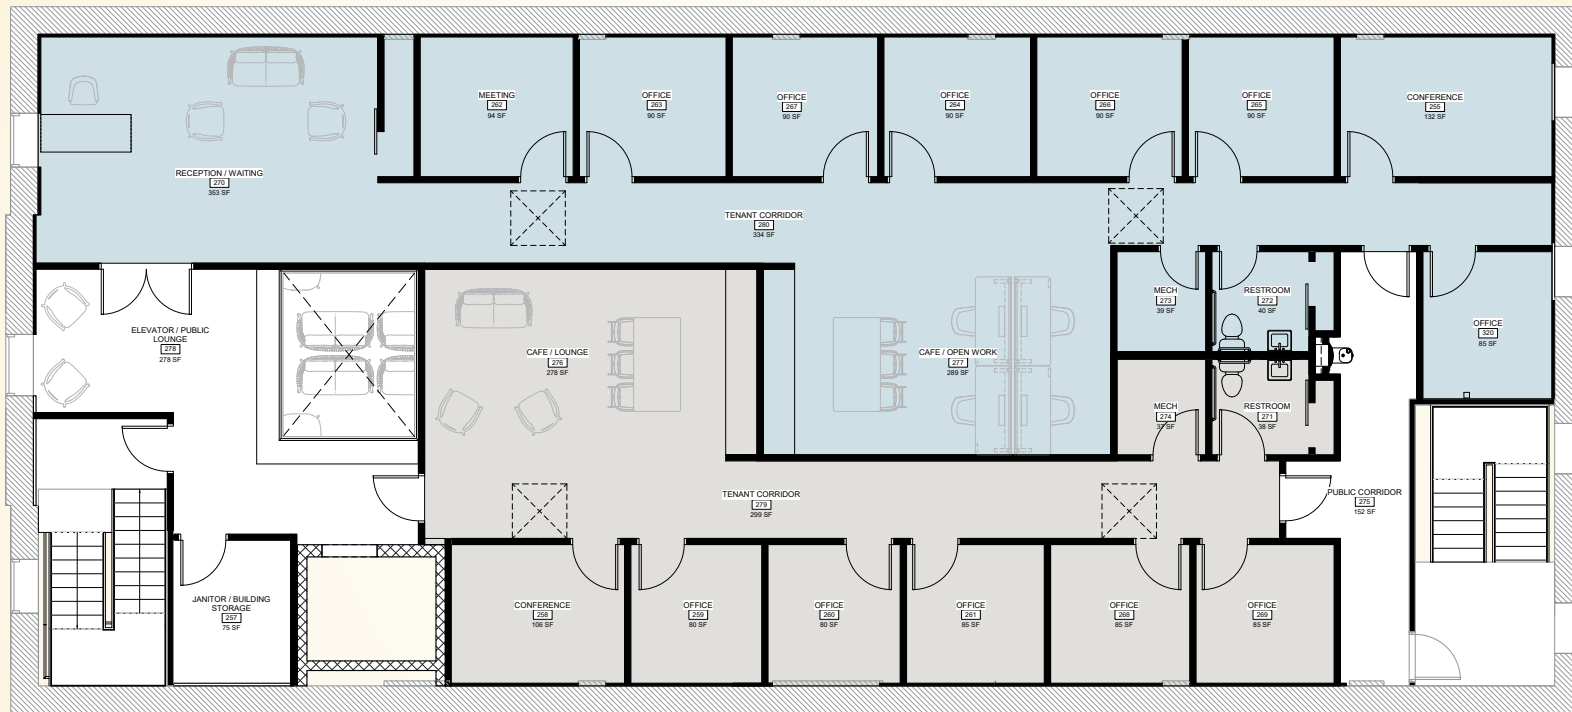 MEETING
262
94 SF
OFFICE
263
90 SF
OFFICE
267
90 SF
OFFICE
264
90 SF
OFFICE
266
90 SF
OFFICE
265
90 SF
CONFERENCE
255
132 SF
RECEPTION / WAITING
270
353 SF
TENANT CORRIDOR
280
334 SF
MECH
273
39 SF
RESTROOM
272
40 SF
OFFICE
320
85 SF
ELEVATOR / PUBLIC
LOUNGE
278
278 SF
CAFE / LOUNGE
276
278 SF
CAFE / OPEN WORK
277
289 SF
MECH
274
37 SF
RESTROOM
271
38 SF
TENANT CORRIDOR
279
299 SF
PUBLIC CORRIDOR
275
152 SF
JANITOR / BUILDING
STORAGE
257
75 SF
CONFERENCE
258
106 SF
OFFICE
259
80 SF
OFFICE
260
80 SF
OFFICE
261
85 SF
OFFICE
268
85 SF
OFFICE
269
85 SF